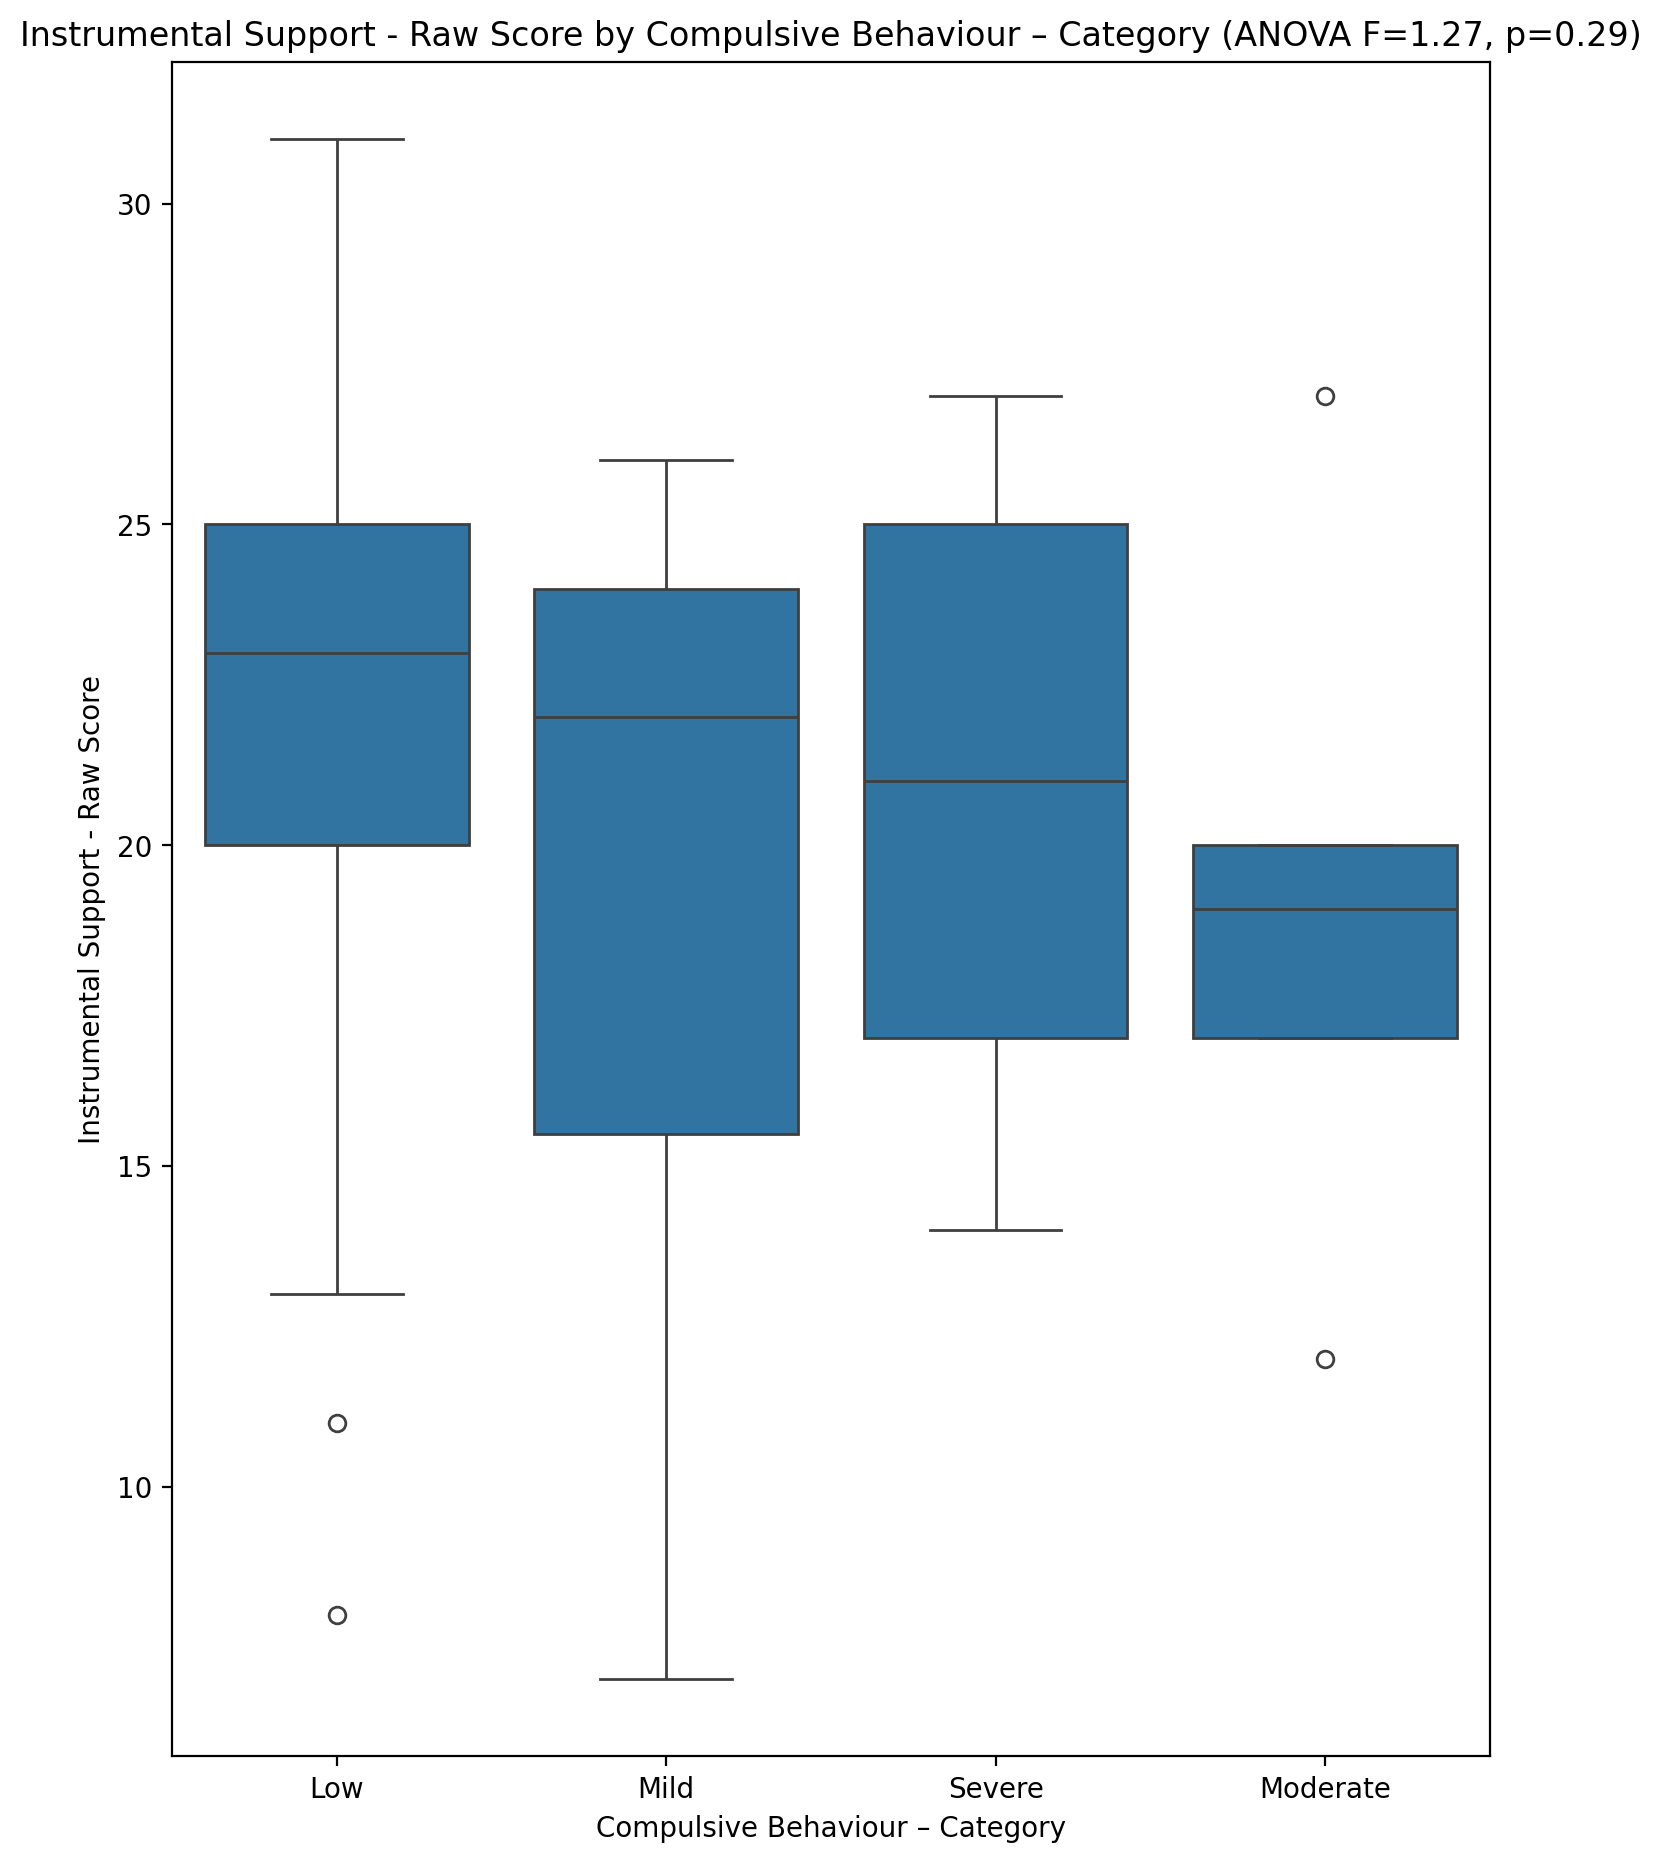 Instrumental Support - Raw Score by Compulsive Behaviour – Category (ANOVA F=1.27, p=0.29)
Instrumental Support - Raw Score
30
25
20
15
10
Low
Mild
Severe
Moderate
Compulsive Behaviour – Category